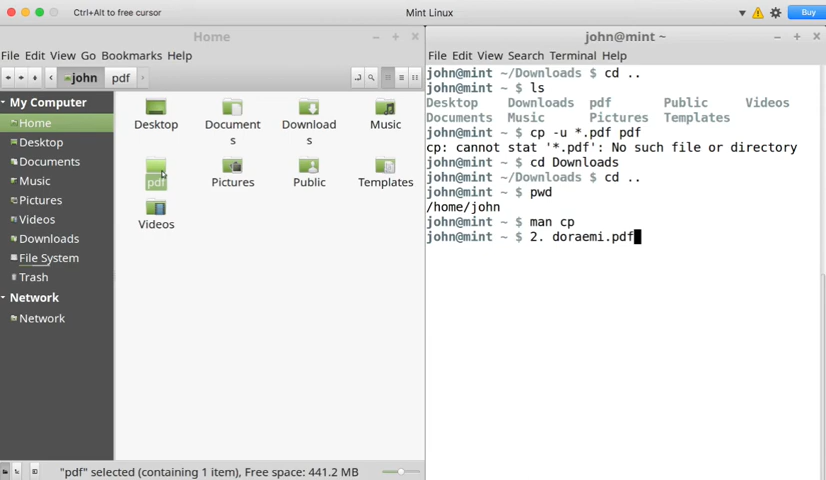 Ctrl+Alt to free cursor
Mint Linux
Buy
Home
File Edit View Go Bookmarks Help
john
pdf
My Computer
Home
Desktop
Documents
Music
Pictures
Videos
Downloads
File System
Trash
Network
Network
Desktop
Document
s
Download
s
Music
pdf
Pictures
Public
Templates
Videos
"pdf" selected (containing 1 item), Free space: 441.2 MB
john@mint ~
File Edit View Search Terminal Help
john@mint ~/Downloads $ cd ..
john@mint ~ $ ls
Desktop Downloads pdf Public Videos
Documents Music Pictures Templates
john@mint ~ $ cp -u *.pdf pdf
cp: cannot stat '*.pdf': No such file or directory
john@mint ~ $ cd Downloads
john@mint ~/Downloads $ cd ..
john@mint ~ $ pwd
/home/john
john@mint ~ $ man cp
john@mint ~ $ 2. doraemi.pdf